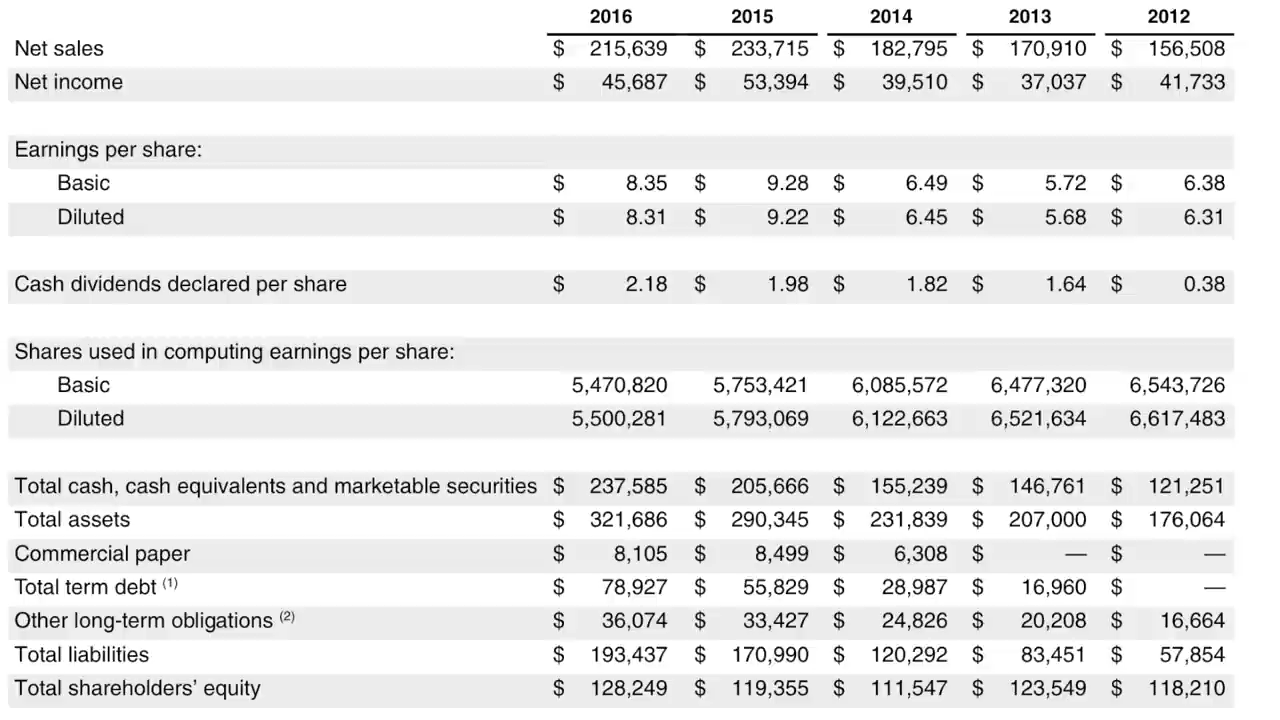 2016 2015 2014 2013 2012
Net sales $ 215,639 $ 233,715 $ 182,795 $ 170,910 $ 156,508
Net income $ 45,687 $ 53,394 $ 39,510 $ 37,037 $ 41,733
Earnings per share:
Basic $ 8.35 $ 9.28 $ 6.49 $ 5.72 $ 6.38
Diluted $ 8.31 $ 9.22 $ 6.45 $ 5.68 $ 6.31
Cash dividends declared per share $ 2.18 $ 1.98 $ 1.82 $ 1.64 $ 0.38
Shares used in computing earnings per share:
Basic 5,470,820 5,753,421 6,085,572 6,477,320 6,543,726
Diluted 5,500,281 5,793,069 6,122,663 6,521,634 6,617,483
Total cash, cash equivalents and marketable securities $ 237,585 $ 205,666 $ 155,239 $ 146,761 $ 121,251
Total assets $ 321,686 $ 290,345 $ 231,839 $ 207,000 $ 176,064
Commercial paper $ 8,105 $ 8,499 $ 6,308 $ — $ —
Total term debt (1) $ 78,927 $ 55,829 $ 28,987 $ 16,960 $ —
Other long-term obligations (2) $ 36,074 $ 33,427 $ 24,826 $ 20,208 $ 16,664
Total liabilities $ 193,437 $ 170,990 $ 120,292 $ 83,451 $ 57,854
Total shareholders’ equity $ 128,249 $ 119,355 $ 111,547 $ 123,549 $ 118,210